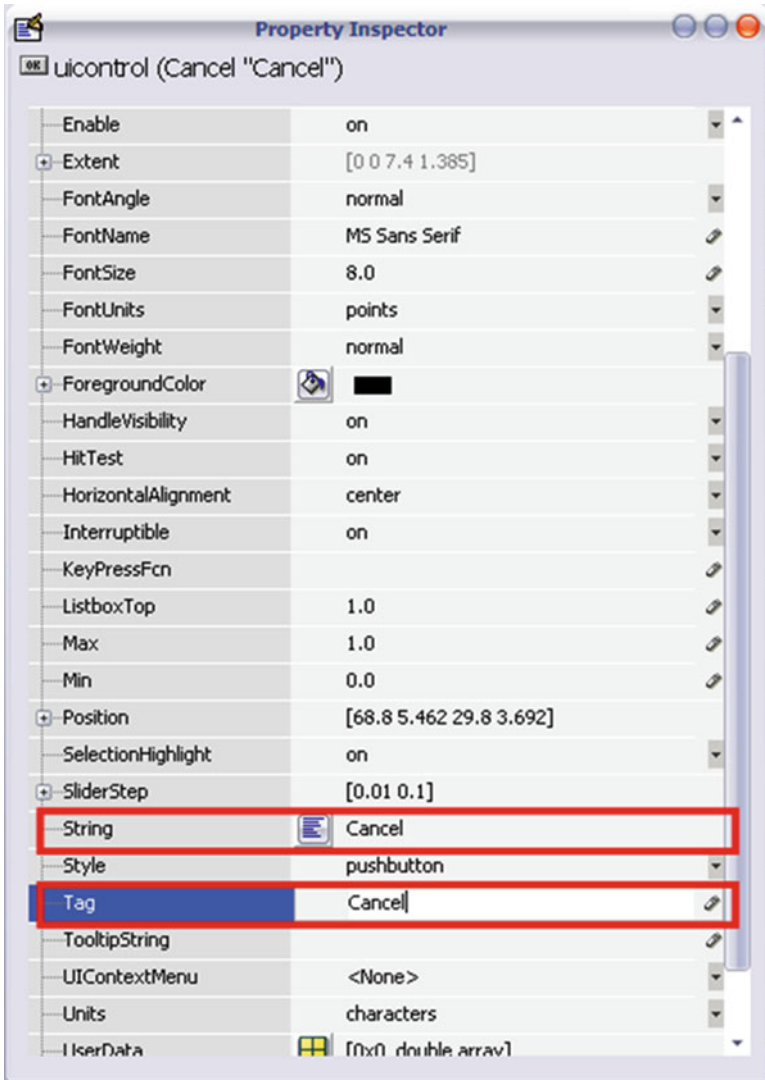 Property Inspector
OK uicontrol (Cancel "Cancel")
Enable on
Extent [0 0 7.4 1.385]
FontAngle normal
FontName MS Sans Serif
FontSize 8.0
FontUnits points
FontWeight normal
ForegroundColor
HandleVisibility on
HitTest on
HorizontalAlignment center
Interruptible on
KeyPressFcn
ListboxTop 1.0
Max 1.0
Min 0.0
Position [68.8 5.462 29.8 3.692]
SelectionHighlight on
SliderStep [0.01 0.1]
String Cancel
Style pushbutton
Tag Cancel
TooltipString
UIContextMenu <None>
Units characters
UserData [0x0 double array]